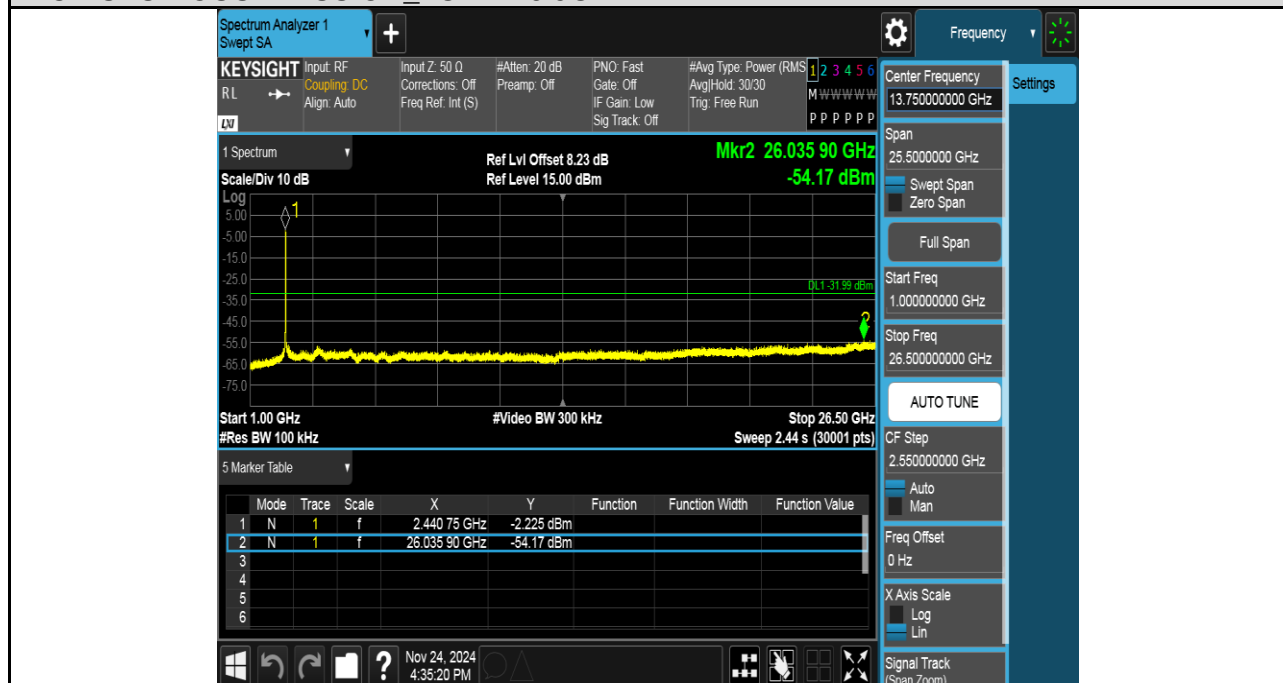 Spectrum Analyzer 1
Swept SA
Frequency
KEYSIGHT
RL
LXI
Input: RF
Coupling: DC
Align: Auto
Input Z: 50 Ω
Corrections: Off
Freq Ref: Int (S)
#Atten: 20 dB
Preamp: Off
PNO: Fast
Gate: Off
IF Gain: Low
Sig Track: Off
#Avg Type: Power (RMS
Avg|Hold: 30/30
Trig: Free Run
1 2 3 4 5 6
M W W W W W
P P P P P P
Center Frequency
13.750000000 GHz
Settings
Span
25.5000000 GHz
Swept Span
Zero Span
Full Span
Start Freq
1.000000000 GHz
Stop Freq
26.500000000 GHz
AUTO TUNE
CF Step
2.550000000 GHz
Auto
Man
Freq Offset
0 Hz
X Axis Scale
Log
Lin
Signal Track
(Span Zoom)
1 Spectrum
Scale/Div 10 dB
Ref Lvl Offset 8.23 dB
Ref Level 15.00 dBm
Mkr2 26.035 90 GHz
-54.17 dBm
Log
5.00
-5.00
-15.0
-25.0
-35.0
-45.0
-55.0
-65.0
-75.0
1
DL1 -31.99 dBm
2
Start 1.00 GHz
#Video BW 300 kHz
Stop 26.50 GHz
#Res BW 100 kHz
Sweep 2.44 s (30001 pts)
5 Marker Table
Mode Trace Scale X Y Function Function Width Function Value
1 N 1 f 2.440 75 GHz -2.225 dBm
2 N 1 f 26.035 90 GHz -54.17 dBm
3
4
5
6
?
Nov 24, 2024
4:35:20 PM